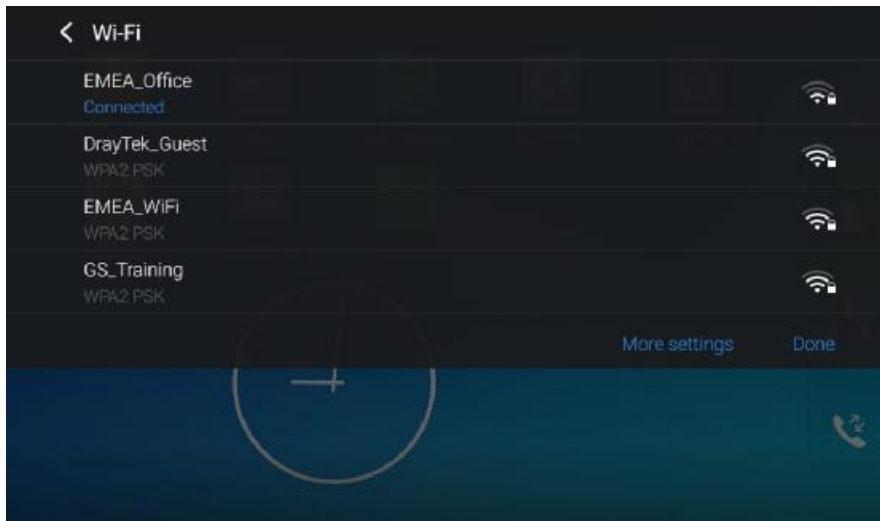 Wi-Fi
EMEA_Office
Connected
DrayTek_Guest
WPA2 PSK
EMEA_WiFi
WPA2 PSK
GS_Training
WPA2 PSK
More settings
Done